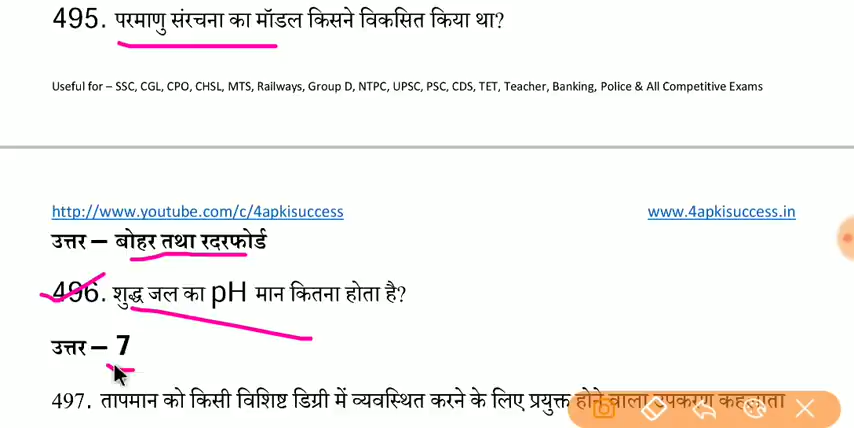 495. परमाणु संरचना का मॉडल किसने विकसित किया था?
Useful for – SSC, CGL, CPO, CHSL, MTS, Railways, Group D, NTPC, UPSC, PSC, CDS, TET, Teacher, Banking, Police & All Competitive Exams
http://www.youtube.com/c/4apkisuccess www.4apkisuccess.in
उत्तर – बोहर तथा रदरफोर्ड
496. शुद्ध जल का pH मान कितना होता है?
उत्तर – 7
497. तापमान को किसी विशिष्ट डिग्री में व्यवस्थित करने के लिए प्रयुक्त होने वाला उपकरण कहलाता